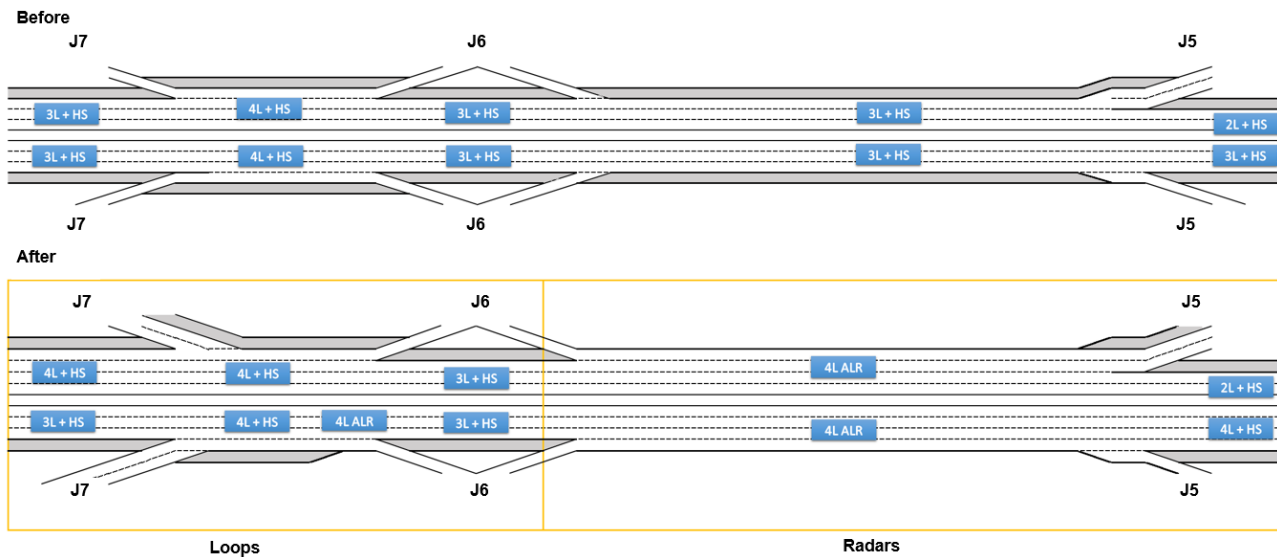 Before
J7 J6 J5
3L + HS 4L + HS 3L + HS 3L + HS 2L + HS
3L + HS 4L + HS 3L + HS 3L + HS 3L + HS
J7 J6 J5
After
J7 J6 J5
4L + HS 4L + HS 3L + HS 4L ALR 2L + HS
3L + HS 4L + HS 4L ALR 3L + HS 4L ALR 4L + HS
J7 J6 J5
Loops Radars